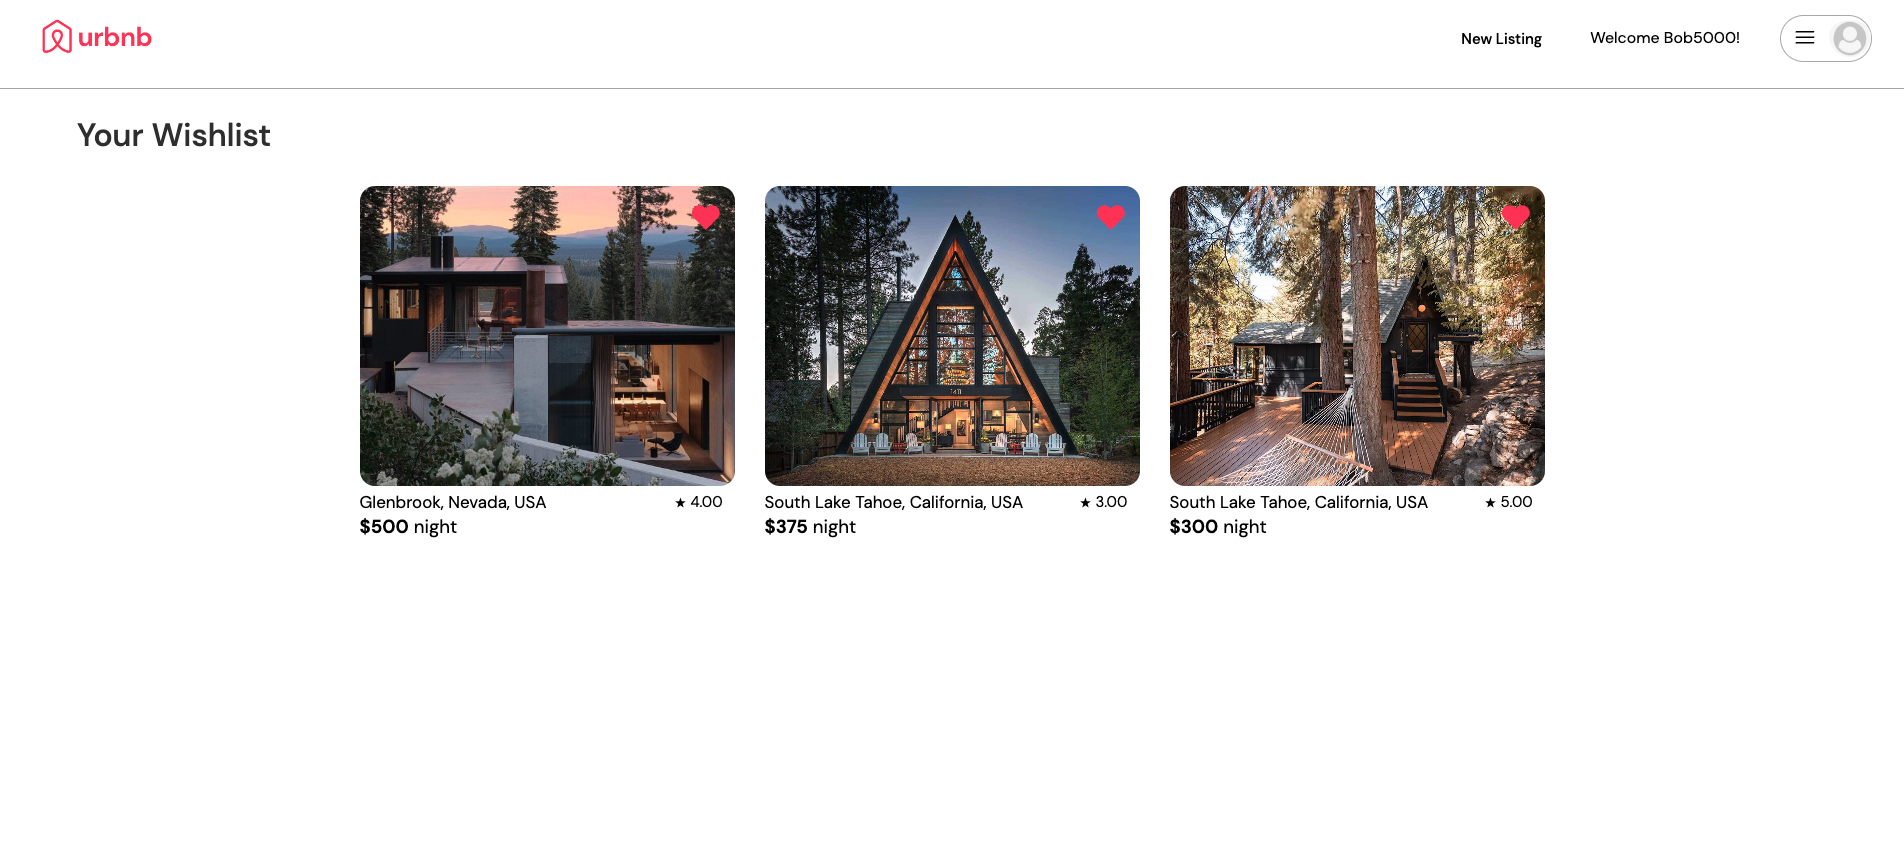 urbnb
New Listing
Welcome Bob5000!
Your Wishlist
Glenbrook, Nevada, USA
★ 4.00
$500 night
South Lake Tahoe, California, USA
★ 3.00
$375 night
South Lake Tahoe, California, USA
★ 5.00
$300 night